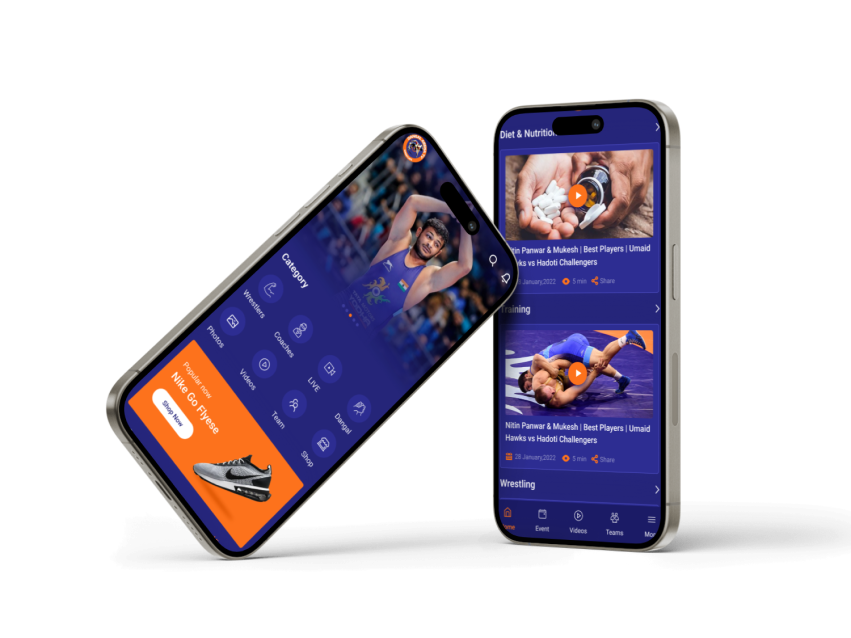 Category
Wrestlers
Coaches
LIVE
Dangal
Photos
Videos
Team
Shop
Popular now
Nike Go Flyese
Shop Now
Diet & Nutrition
Nitin Panwar & Mukesh | Best Players | Umaid
Hawks vs Hadoti Challengers
January,2022
5 min
Share
Training
Nitin Panwar & Mukesh | Best Players | Umaid
Hawks vs Hadoti Challengers
28 January,2022
5 min
Share
Wrestling
Home
Event
Videos
Teams